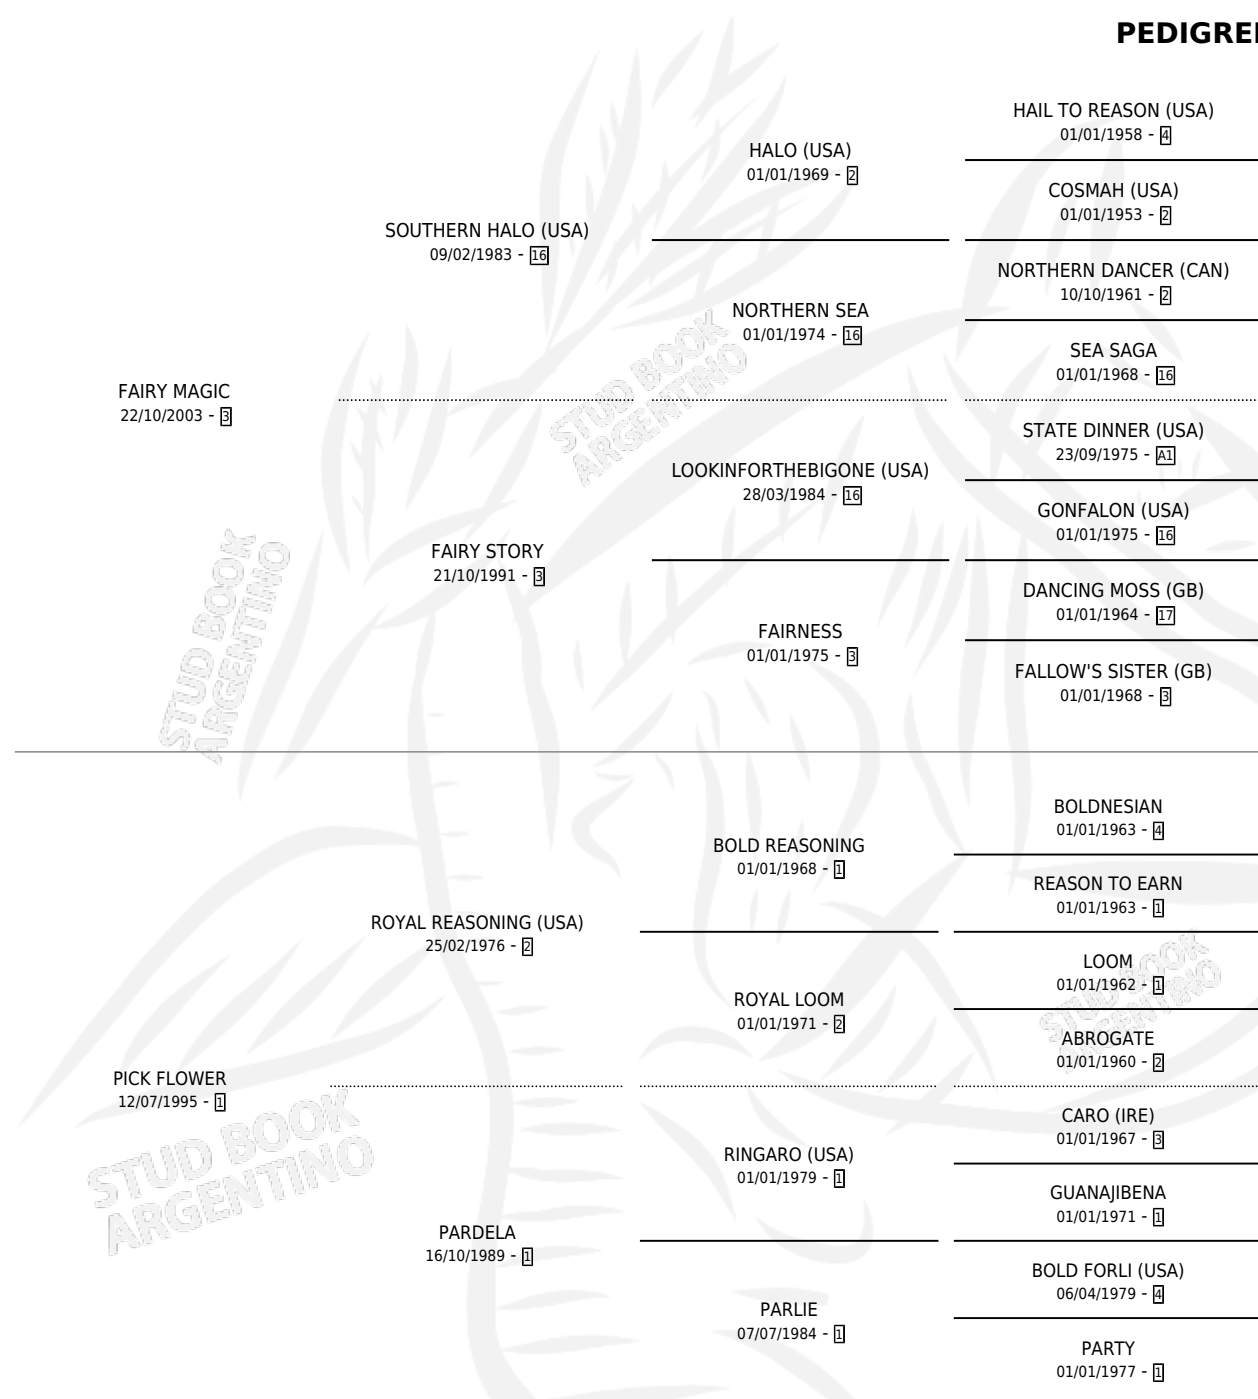 PEDIGREE
HAIL TO REASON (USA)
01/01/1958 - 4
HALO (USA)
01/01/1969 - 2
COSMAH (USA)
01/01/1953 - 2
SOUTHERN HALO (USA)
09/02/1983 - 16
NORTHERN DANCER (CAN)
10/10/1961 - 2
NORTHERN SEA
01/01/1974 - 16
SEA SAGA
01/01/1968 - 16
FAIRY MAGIC
22/10/2003 - 3
STATE DINNER (USA)
23/09/1975 - A1
LOOKINFORTHEBIGONE (USA)
28/03/1984 - 16
GONFALON (USA)
01/01/1975 - 16
FAIRY STORY
21/10/1991 - 3
DANCING MOSS (GB)
01/01/1964 - 17
FAIRNESS
01/01/1975 - 3
FALLOW'S SISTER (GB)
01/01/1968 - 3
BOLDNESIAN
01/01/1963 - 4
BOLD REASONING
01/01/1968 - 1
REASON TO EARN
01/01/1963 - 1
ROYAL REASONING (USA)
25/02/1976 - 2
LOOM
01/01/1962 - 1
ROYAL LOOM
01/01/1971 - 2
ABROGATE
01/01/1960 - 2
PICK FLOWER
12/07/1995 - 1
CARO (IRE)
01/01/1967 - 3
RINGARO (USA)
01/01/1979 - 1
GUANAJIBENA
01/01/1971 - 1
PARDELA
16/10/1989 - 1
BOLD FORLI (USA)
06/04/1979 - 4
PARLIE
07/07/1984 - 1
PARTY
01/01/1977 - 1
STUD BOOK
ARGENTINO
STUD BOOK
ARGENTINO
STUD BOOK
ARGENTINO
STUD BOOK
ARGENTINO